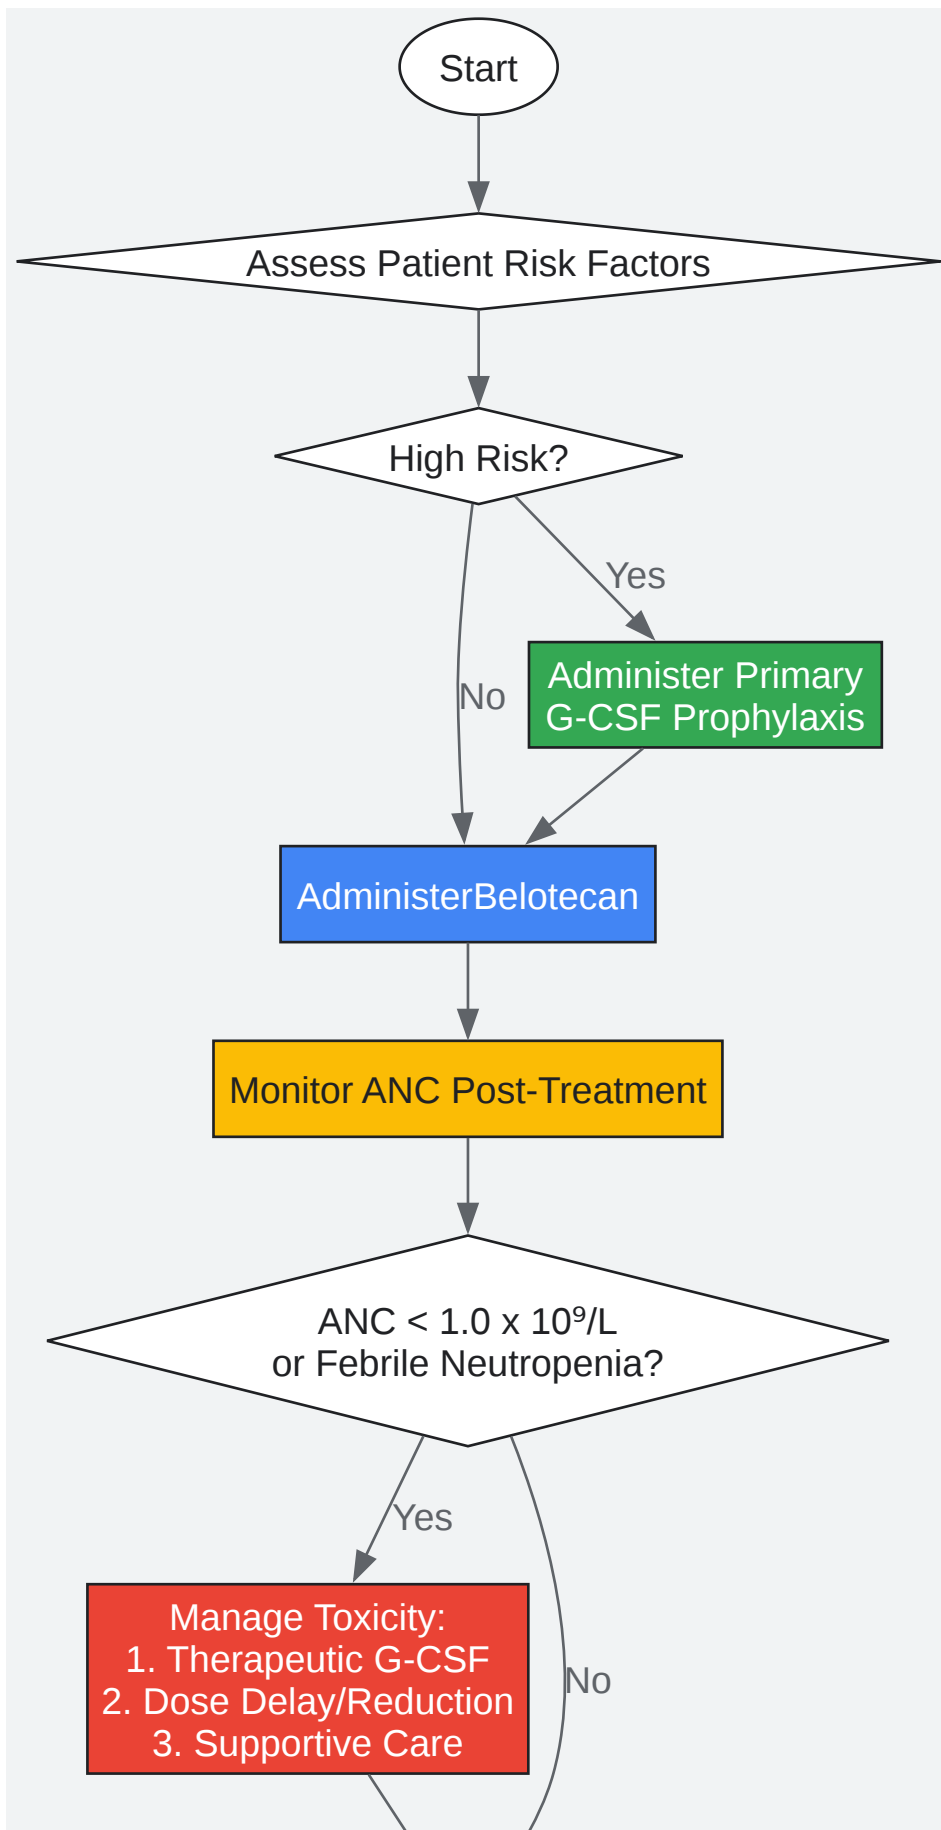 Start
Assess Patient Risk Factors
High Risk?
Yes
Administer Primary
G-CSF Prophylaxis
No
AdministerBelotecan
Monitor ANC Post-Treatment
ANC < 1.0 x 10⁹/L
or Febrile Neutropenia?
Yes
Manage Toxicity:
1. Therapeutic G-CSF
2. Dose Delay/Reduction
3. Supportive Care
No